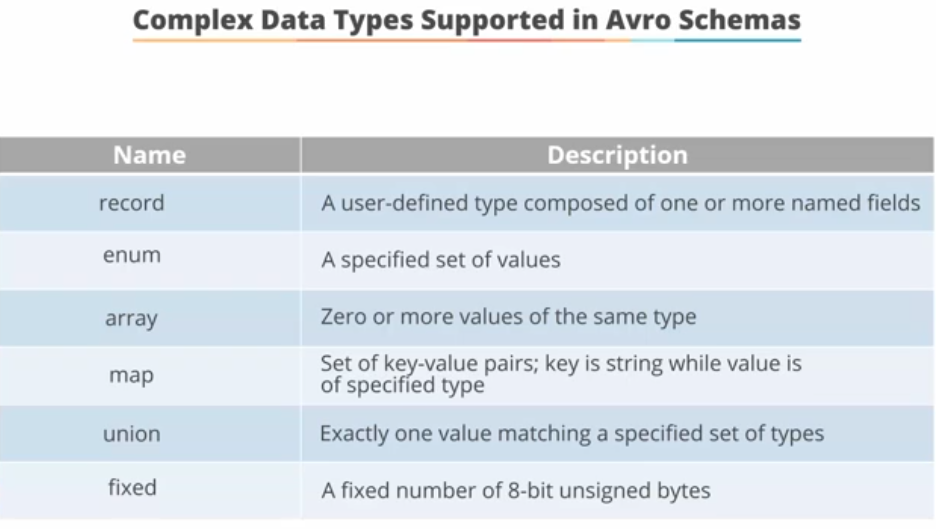 Complex Data Types Supported in Avro Schemas
Name Description
record A user-defined type composed of one or more named fields
enum A specified set of values
array Zero or more values of the same type
map Set of key-value pairs; key is string while value is
of specified type
union Exactly one value matching a specified set of types
fixed A fixed number of 8-bit unsigned bytes